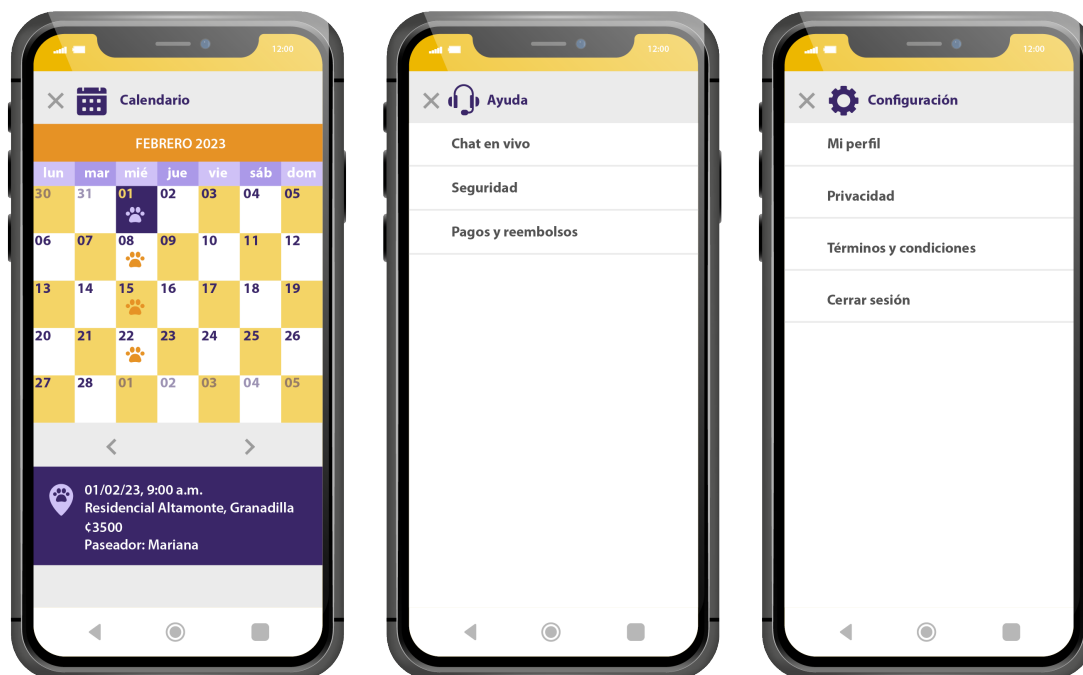 12:00
Calendario
FEBRERO 2023
lun mar mié jue vie sáb dom
30 31 01 02 03 04 05
06 07 08 09 10 11 12
13 14 15 16 17 18 19
20 21 22 23 24 25 26
27 28 01 02 03 04 05
01/02/23, 9:00 a.m.
Residencial Altamonte, Granadilla
¢3500
Paseador: Mariana
12:00
Ayuda
Chat en vivo
Seguridad
Pagos y reembolsos
12:00
Configuración
Mi perfil
Privacidad
Términos y condiciones
Cerrar sesión